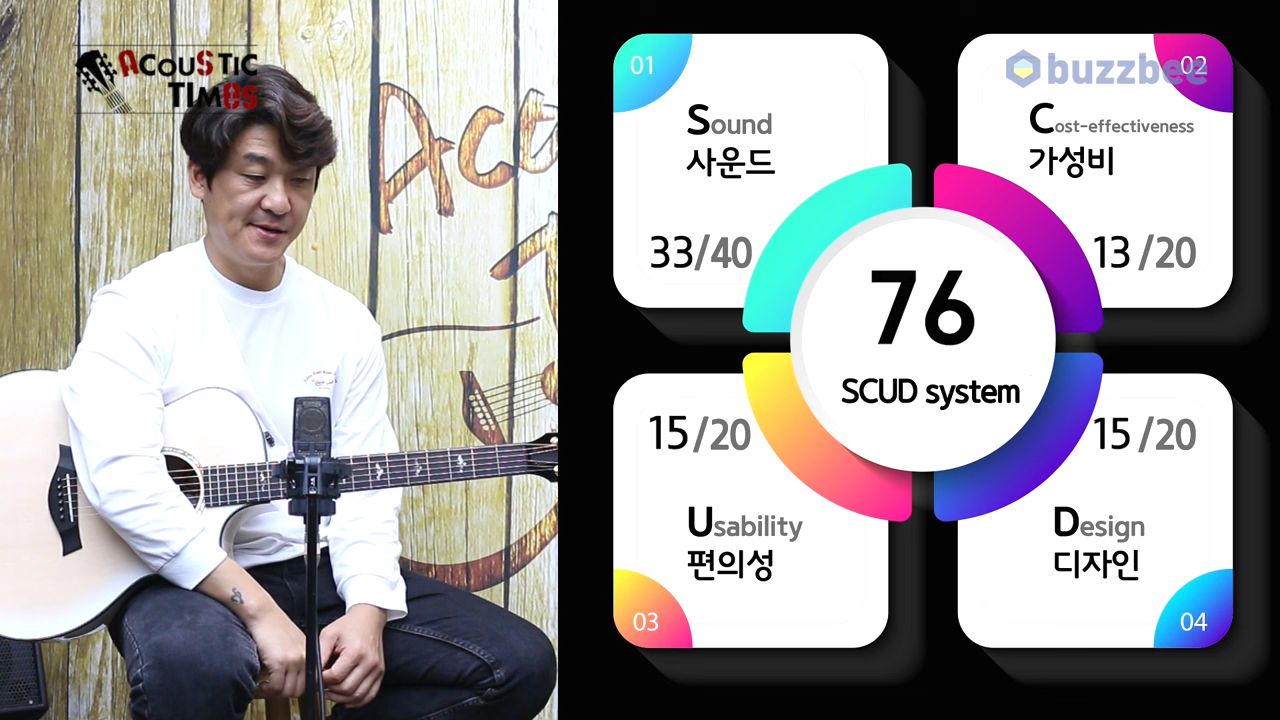 Acoustic
Times
Aco
01
Sound
사운드
33/40
buzzbee
02
Cost-effectiveness
가성비
13/20
76
SCUD system
15/20
Usability
편의성
03
15/20
Design
디자인
04